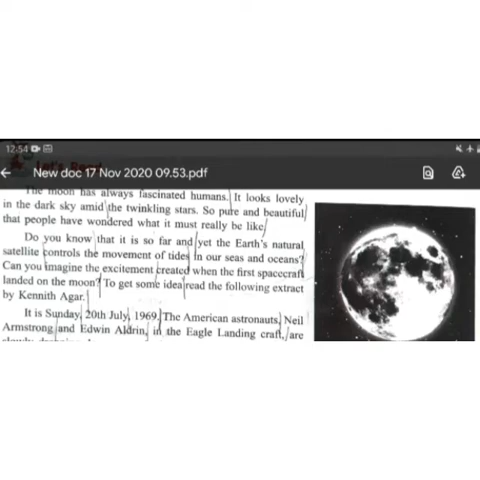 12:54
Let's Read
New doc 17 Nov 2020 09.53.pdf
The moon has always fascinated humans. It looks lovely
in the dark sky amid the twinkling stars. So pure and beautiful
that people have wondered what it must really be like
Do you know that it is so far and yet the Earth's natural
satellite controls the movement of tides in our seas and oceans?
Can you imagine the excitement created when the first spacecraft
landed on the moon? To get some idea read the following extract
by Kennith Agar.
It is Sunday, 20th July, 1969. The American astronauts, Neil
Armstrong and Edwin Aldrin, in the Eagle Landing craft, are